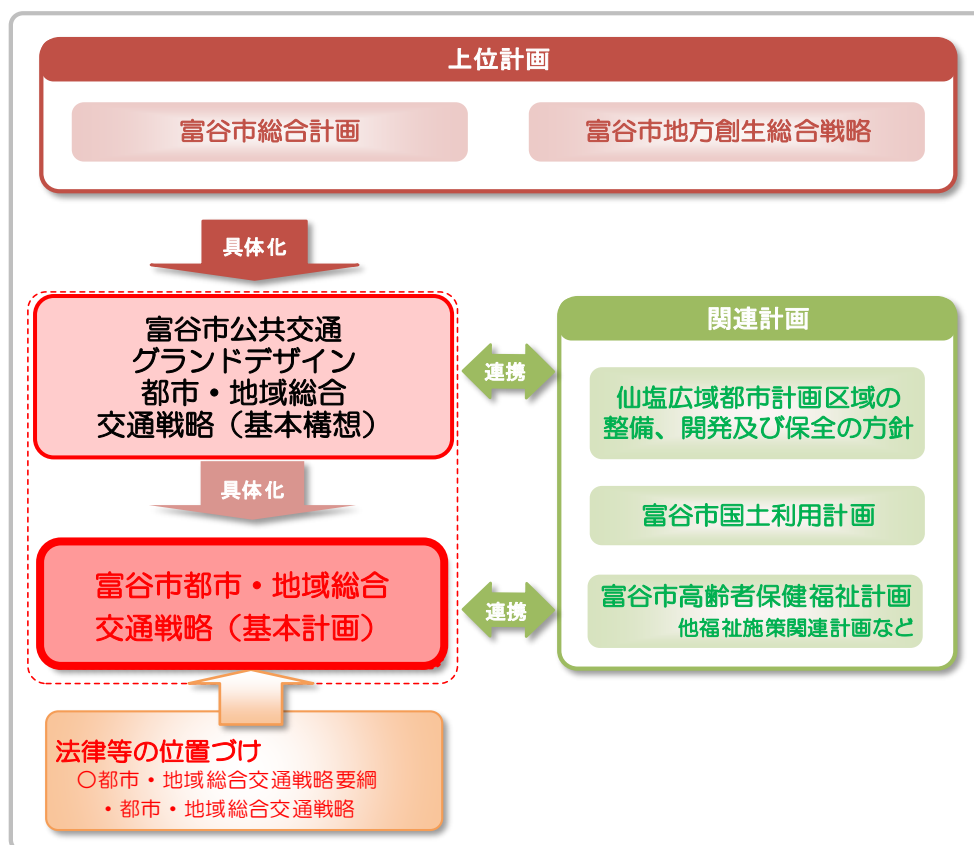 上位計画
富谷市総合計画
富谷市地方創生総合戦略
具体化
富谷市公共交通
グランドデザイン
都市・地域総合
交通戦略（基本構想）
具体化
富谷市都市・地域総合
交通戦略（基本計画）
連携
連携
関連計画
仙塩広域都市計画区域の
整備、開発及び保全の方針
富谷市国土利用計画
富谷市高齢者保健福祉計画
他福祉施策関連計画など
法律等の位置づけ
〇都市・地域総合交通戦略要綱
・都市・地域総合交通戦略